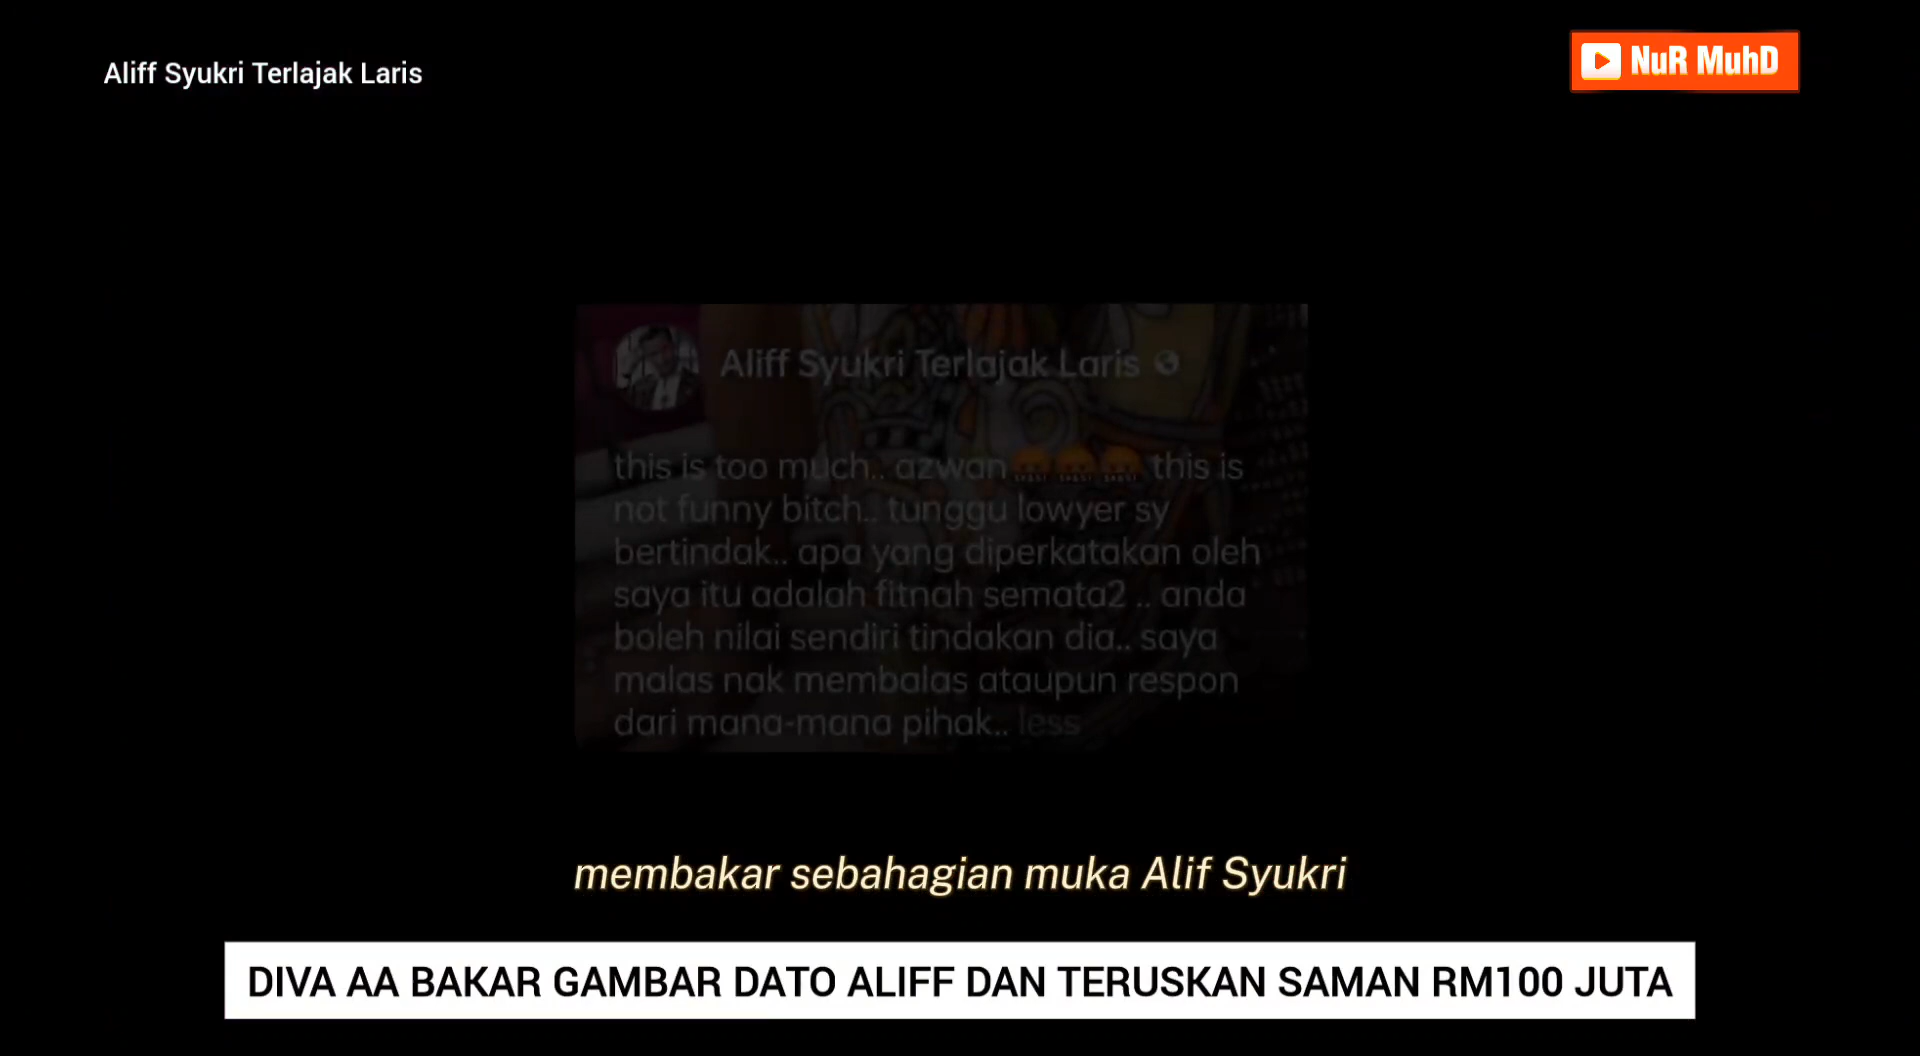 Aliff Syukri Terlajak Laris
NuR MuhD
Aliff Syukri Terlajak Laris
this is too much.. azwan🤬🤬🤬 this is
not funny bitch.. tunggu lowyer sy
bertindak.. apa yang diperkatakan oleh
saya itu adalah fitnah semata2 .. anda
boleh nilai sendiri tindakan dia.. saya
malas nak membalas ataupun respon
dari mana-mana pihak.. less
membakar sebahagian muka Alif Syukri
DIVA AA BAKAR GAMBAR DATO ALIFF DAN TERUSKAN SAMAN RM100 JUTA